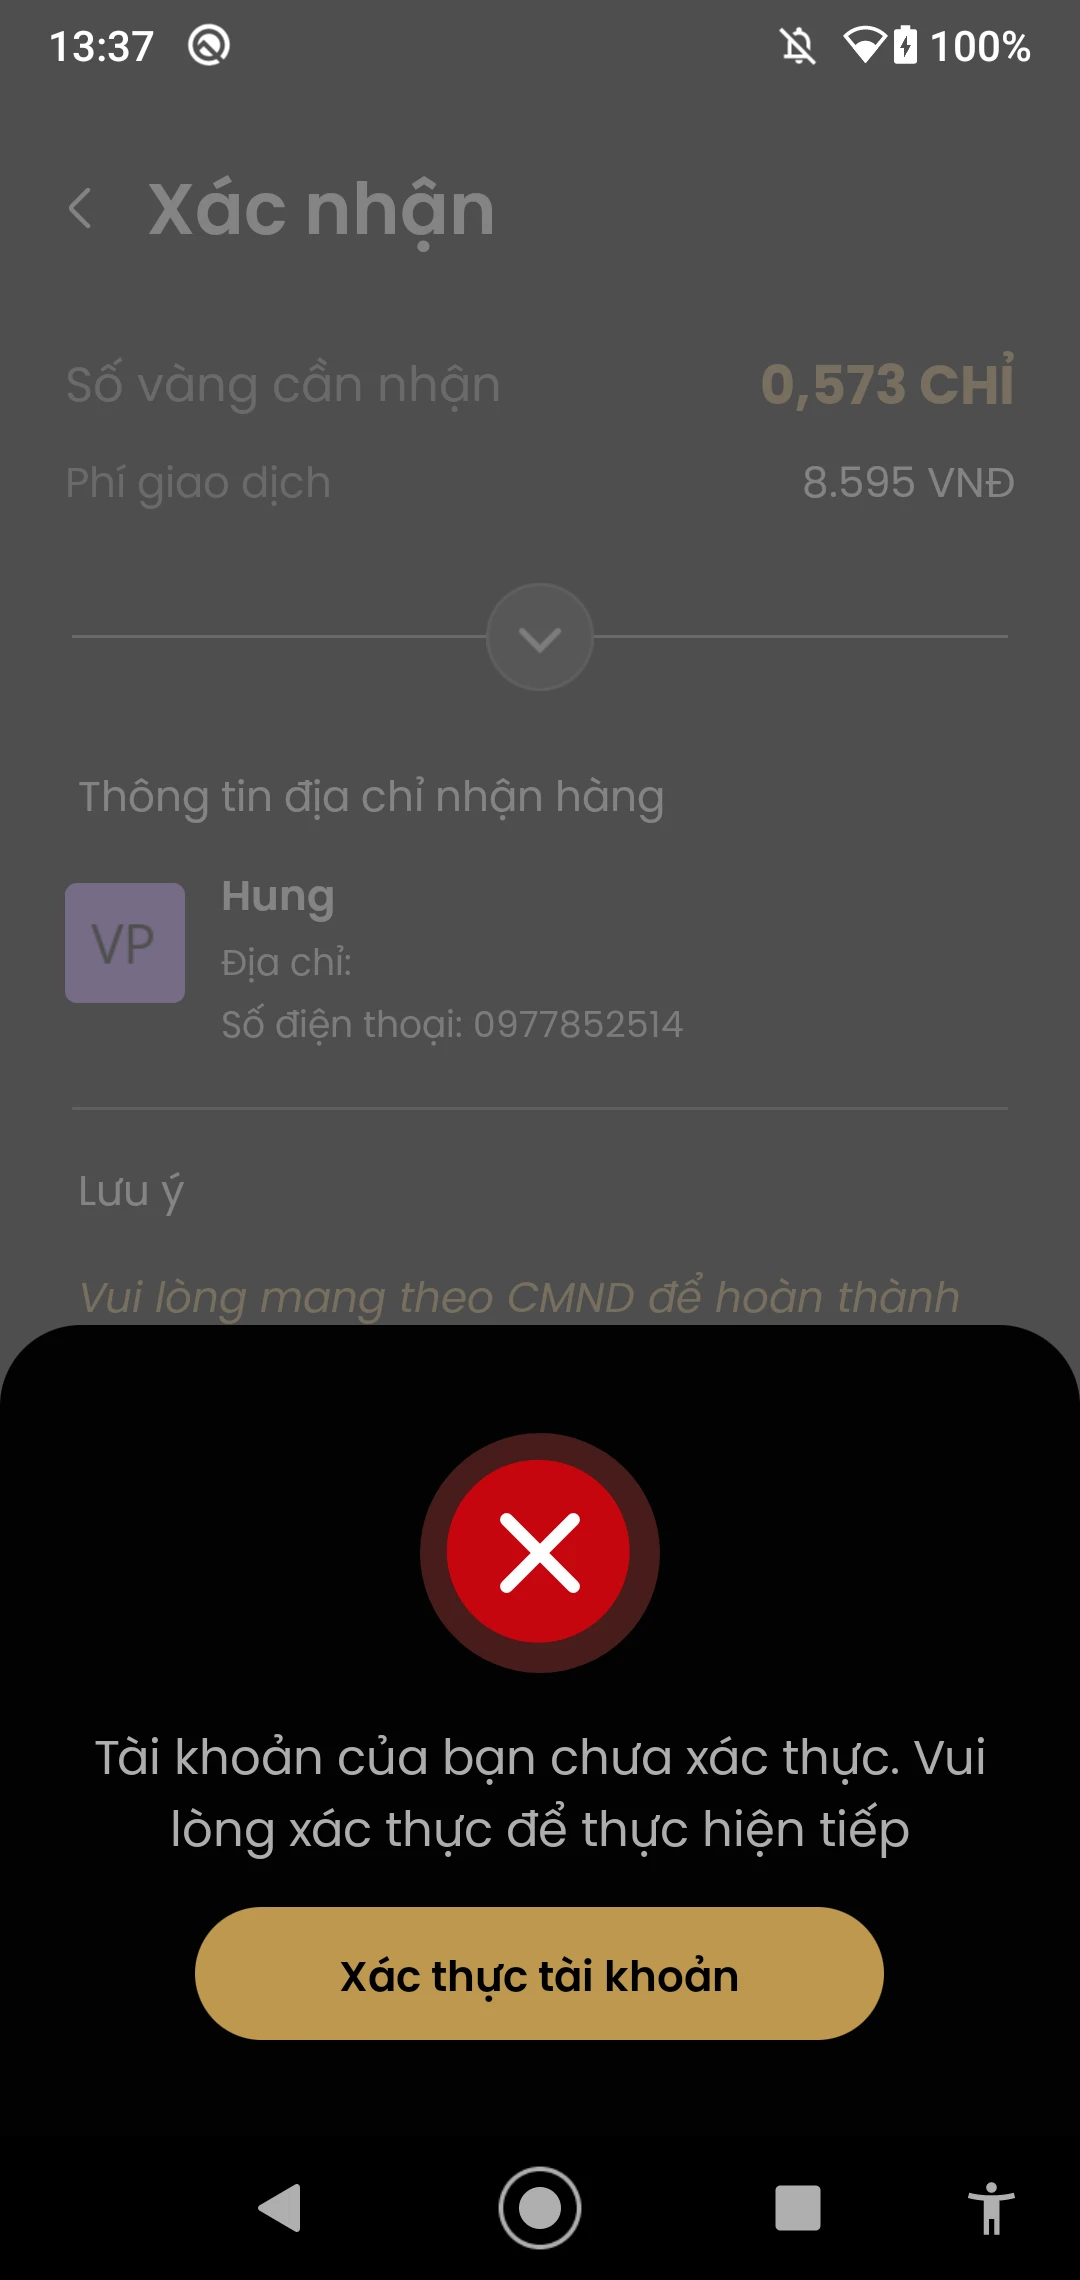 13:37
100%
Xác nhận
Số vàng cần nhận
0,573 CHỈ
Phí giao dịch
8.595 VNĐ
Thông tin địa chỉ nhận hàng
VP
Hung
Địa chỉ:
Số điện thoại: 0977852514
Lưu ý
Vui lòng mang theo CMND để hoàn thành
Tài khoản của bạn chưa xác thực. Vui
lòng xác thực để thực hiện tiếp
Xác thực tài khoản